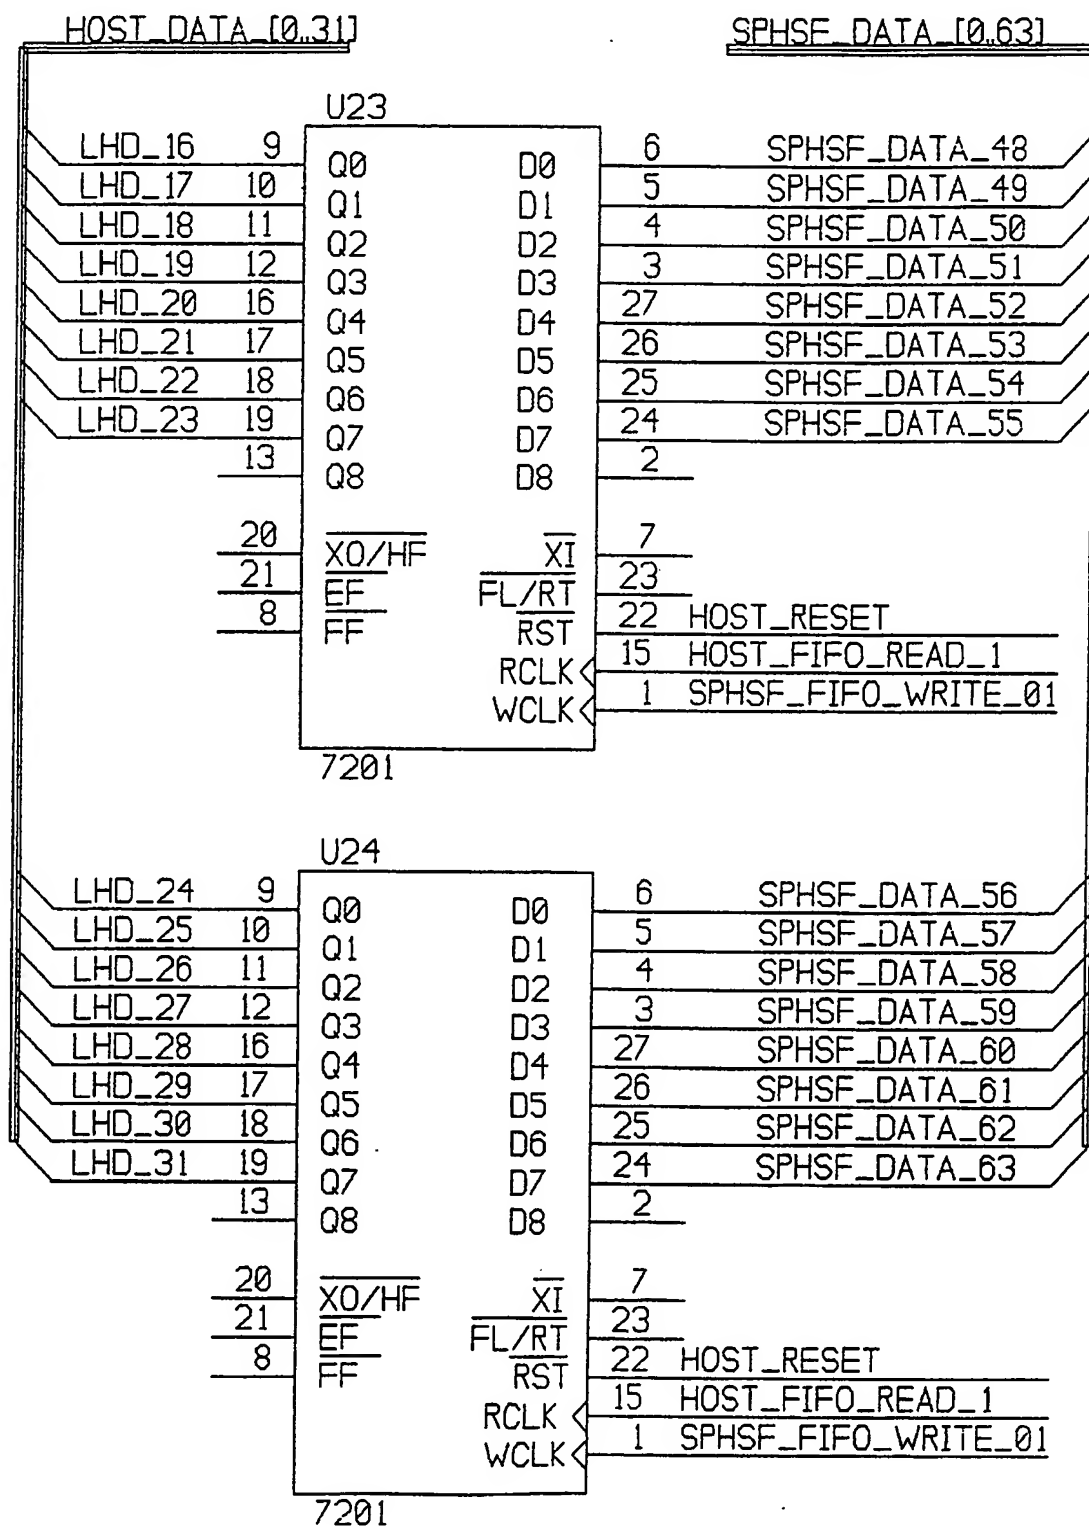 HOST_DATA_[0..31] SPHSF_DATA_[0..63]
U23
LHD_16 9 Q0 D0 6 SPHSF_DATA_48
LHD_17 10 Q1 D1 5 SPHSF_DATA_49
LHD_18 11 Q2 D2 4 SPHSF_DATA_50
LHD_19 12 Q3 D3 3 SPHSF_DATA_51
LHD_20 16 Q4 D4 27 SPHSF_DATA_52
LHD_21 17 Q5 D5 26 SPHSF_DATA_53
LHD_22 18 Q6 D6 25 SPHSF_DATA_54
LHD_23 19 Q7 D7 24 SPHSF_DATA_55
13 Q8 D8 2
20 XO/HF XI 7
21 EF FL/RT 23
8 FF RST 22 HOST_RESET
RCLK 15 HOST_FIFO_READ_1
WCLK 1 SPHSF_FIFO_WRITE_01
7201
U24
LHD_24 9 Q0 D0 6 SPHSF_DATA_56
LHD_25 10 Q1 D1 5 SPHSF_DATA_57
LHD_26 11 Q2 D2 4 SPHSF_DATA_58
LHD_27 12 Q3 D3 3 SPHSF_DATA_59
LHD_28 16 Q4 D4 27 SPHSF_DATA_60
LHD_29 17 Q5 D5 26 SPHSF_DATA_61
LHD_30 18 Q6 D6 25 SPHSF_DATA_62
LHD_31 19 Q7 D7 24 SPHSF_DATA_63
13 Q8 D8 2
20 XO/HF XI 7
21 EF FL/RT 23
8 FF RST 22 HOST_RESET
RCLK 15 HOST_FIFO_READ_1
WCLK 1 SPHSF_FIFO_WRITE_01
7201